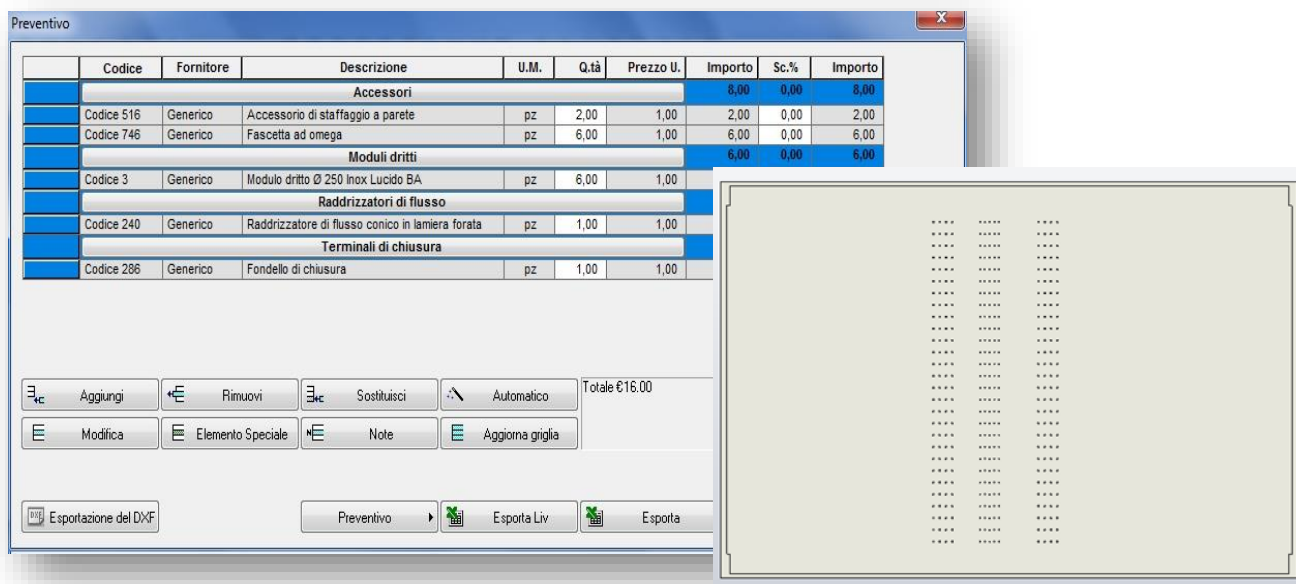 Preventivo
X
Codice Fornitore Descrizione U.M. Q.tà Prezzo U. Importo Sc.% Importo
Accessori 8,00 0,00 8,00
Codice 516 Generico Accessorio di staffaggio a parete pz 2,00 1,00 2,00 0,00 2,00
Codice 746 Generico Fascetta ad omega pz 6,00 1,00 6,00 0,00 6,00
Moduli dritti 6,00 0,00 6,00
Codice 3 Generico Modulo dritto Ø 250 Inox Lucido BA pz 6,00 1,00
Raddrizzatori di flusso
Codice 240 Generico Raddrizzatore di flusso conico in lamiera forata pz 1,00 1,00
Terminali di chiusura
Codice 286 Generico Fondello di chiusura pz 1,00 1,00
Aggiungi Rimuovi Sostituisci Automatico Totale €16.00
Modifica Elemento Speciale N Note Aggiorna griglia
DXF Esportazione del DXF Preventivo Esporta Liv Esporta